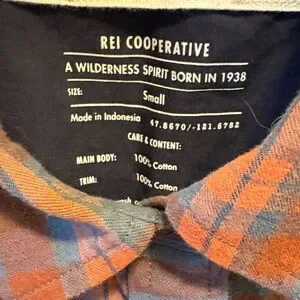 REI COOPERATIVE
A WILDERNESS SPIRIT BORN IN 1938
SIZE: Small
Made in Indonesia 47.8670/-121.6782
CARE & CONTENT:
MAIN BODY: 100% Cotton
TRIM: 100% Cotton